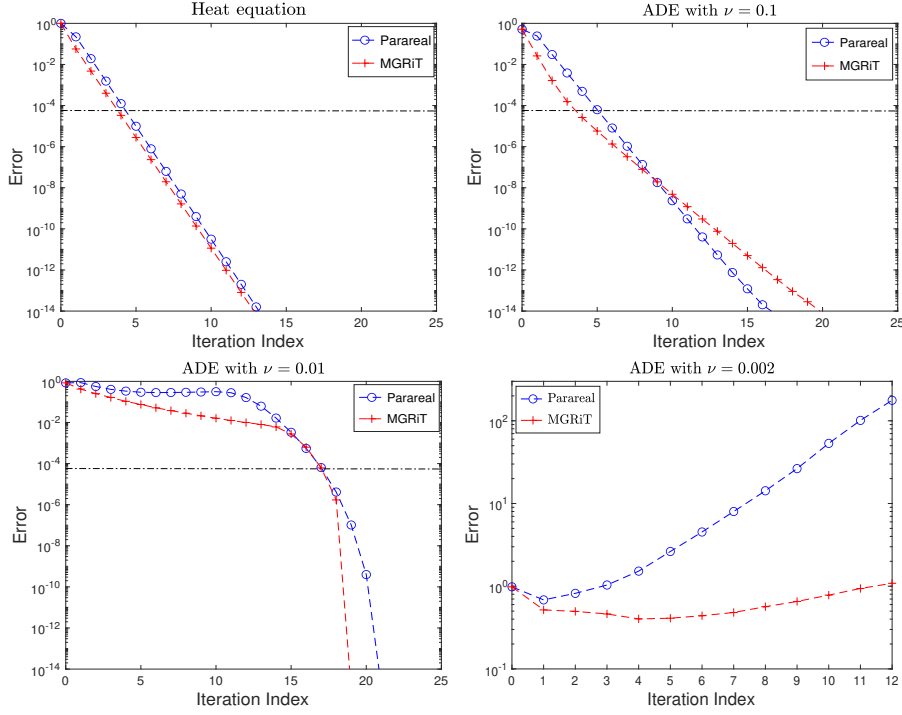 Heat equation
10^0
10^-2
10^-4
10^-6
10^-8
10^-10
10^-12
10^-14
Error
Parareal
MGRiT
0 5 10 15 20 25
Iteration Index
ADE with ν = 0.1
10^0
10^-2
10^-4
10^-6
10^-8
10^-10
10^-12
10^-14
Error
Parareal
MGRiT
0 5 10 15 20 25
Iteration Index
ADE with ν = 0.01
10^0
10^-2
10^-4
10^-6
10^-8
10^-10
10^-12
10^-14
Error
Parareal
MGRiT
0 5 10 15 20 25
Iteration Index
ADE with ν = 0.002
10^2
10^1
10^0
10^-1
Error
Parareal
MGRiT
0 1 2 3 4 5 6 7 8 9 10 11 12
Iteration Index